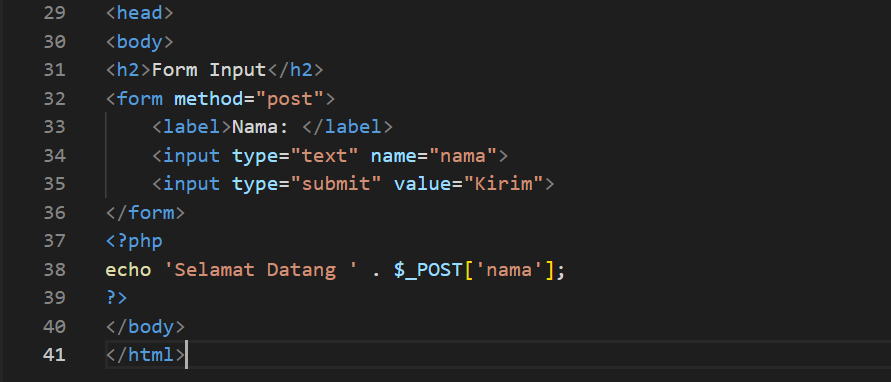 29 <head>
30 <body>
31 <h2>Form Input</h2>
32 <form method="post">
33 <label>Nama: </label>
34 <input type="text" name="nama">
35 <input type="submit" value="Kirim">
36 </form>
37 <?php
38 echo 'Selamat Datang ' . $_POST['nama'];
39 ?>
40 </body>
41 </html>